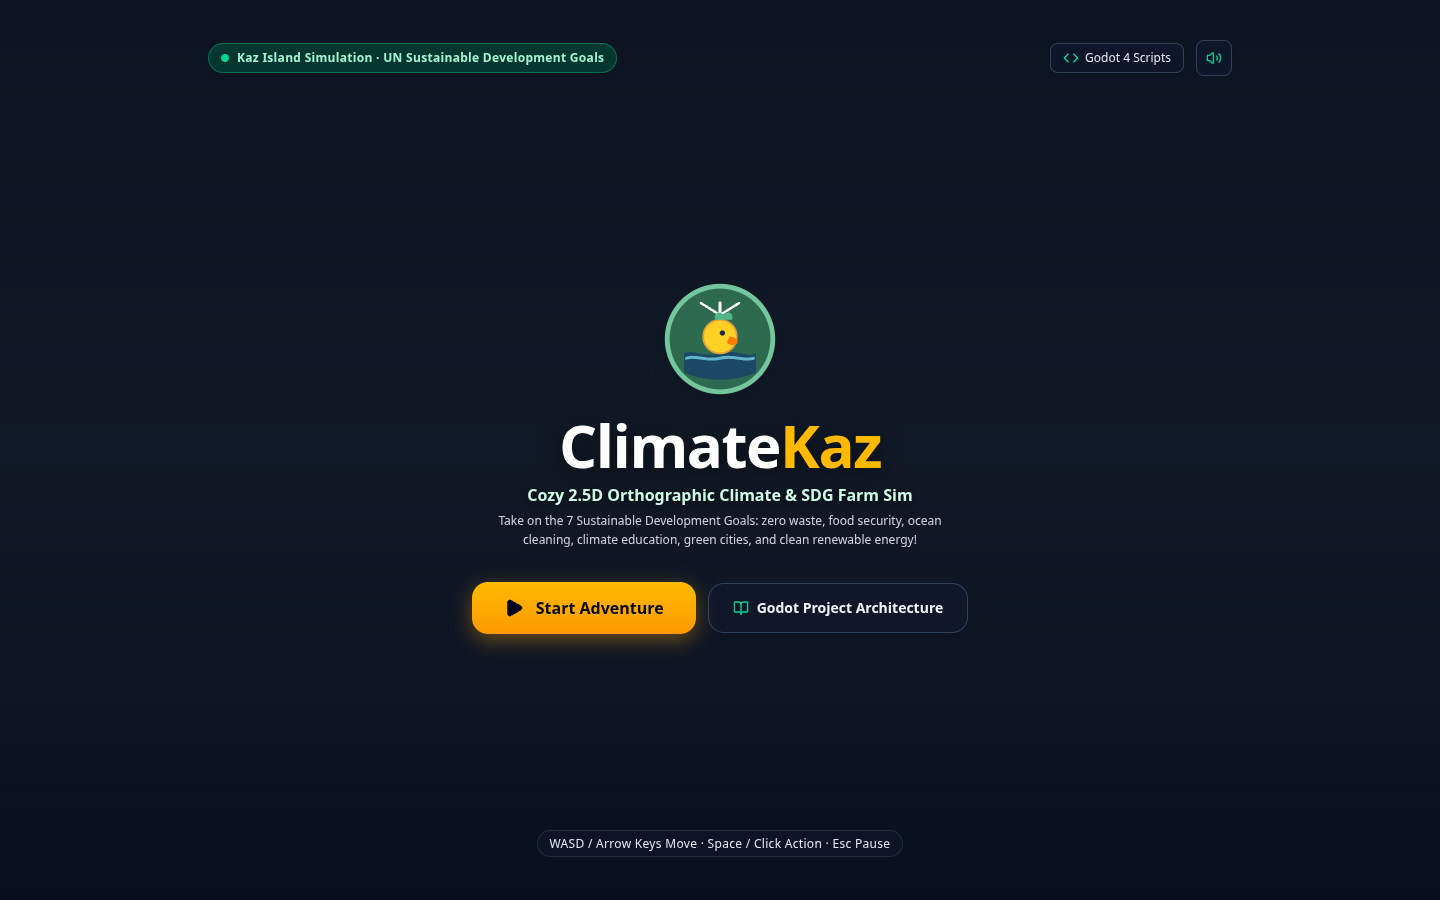 Kaz Island Simulation · UN Sustainable Development Goals
Godot 4 Scripts
ClimateKaz
Cozy 2.5D Orthographic Climate & SDG Farm Sim
Take on the 7 Sustainable Development Goals: zero waste, food security, ocean
cleaning, climate education, green cities, and clean renewable energy!
Start Adventure
Godot Project Architecture
WASD / Arrow Keys Move · Space / Click Action · Esc Pause